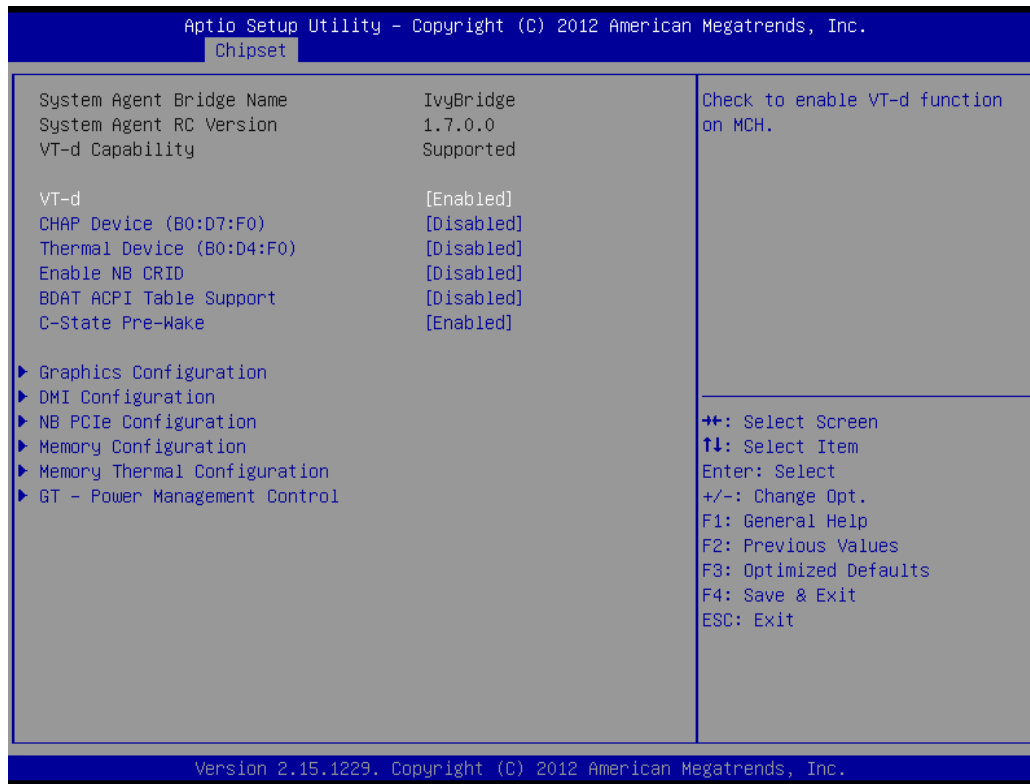 Aptio Setup Utility – Copyright (C) 2012 American Megatrends, Inc.
Chipset
System Agent Bridge Name IvyBridge
System Agent RC Version 1.7.0.0
VT-d Capability Supported
VT-d [Enabled]
CHAP Device (B0:D7:F0) [Disabled]
Thermal Device (B0:D4:F0) [Disabled]
Enable NB CRID [Disabled]
BDAT ACPI Table Support [Disabled]
C-State Pre-Wake [Enabled]
Graphics Configuration
DMI Configuration
NB PCIe Configuration
Memory Configuration
Memory Thermal Configuration
GT – Power Management Control
Check to enable VT-d function
on MCH.
→←: Select Screen
↑↓: Select Item
Enter: Select
+/-: Change Opt.
F1: General Help
F2: Previous Values
F3: Optimized Defaults
F4: Save & Exit
ESC: Exit
Version 2.15.1229. Copyright (C) 2012 American Megatrends, Inc.